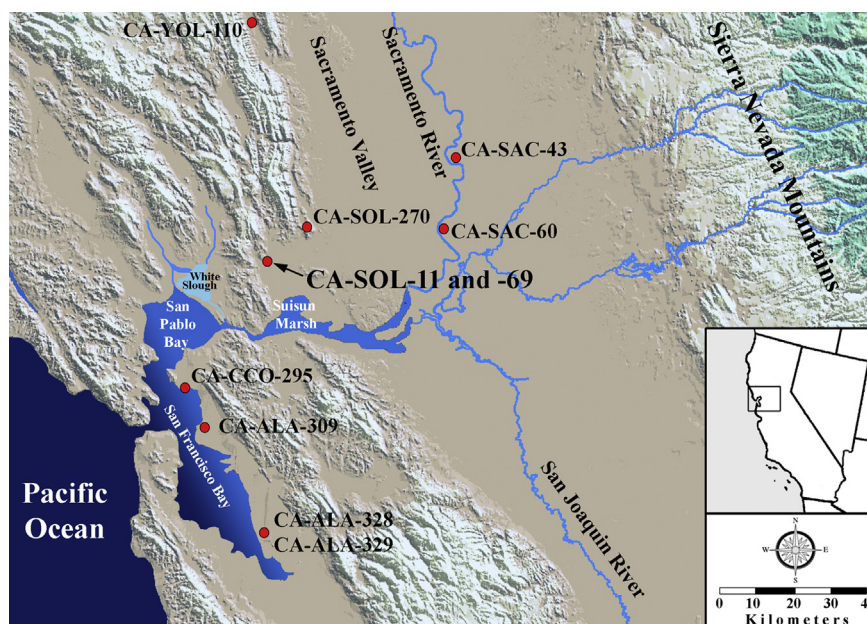 CA-YOL-110
Sacramento Valley
Sacramento River
Sierra Nevada Mountains
CA-SAC-43
CA-SOL-270
CA-SAC-60
CA-SOL-11 and -69
White
Slough
San
Pablo
Bay
Suisun
Marsh
CA-CCO-295
CA-ALA-309
San Francisco Bay
Pacific
Ocean
CA-ALA-328
CA-ALA-329
San Joaquin River
N
W
E
S
0 10 20 30 40
Kilometers